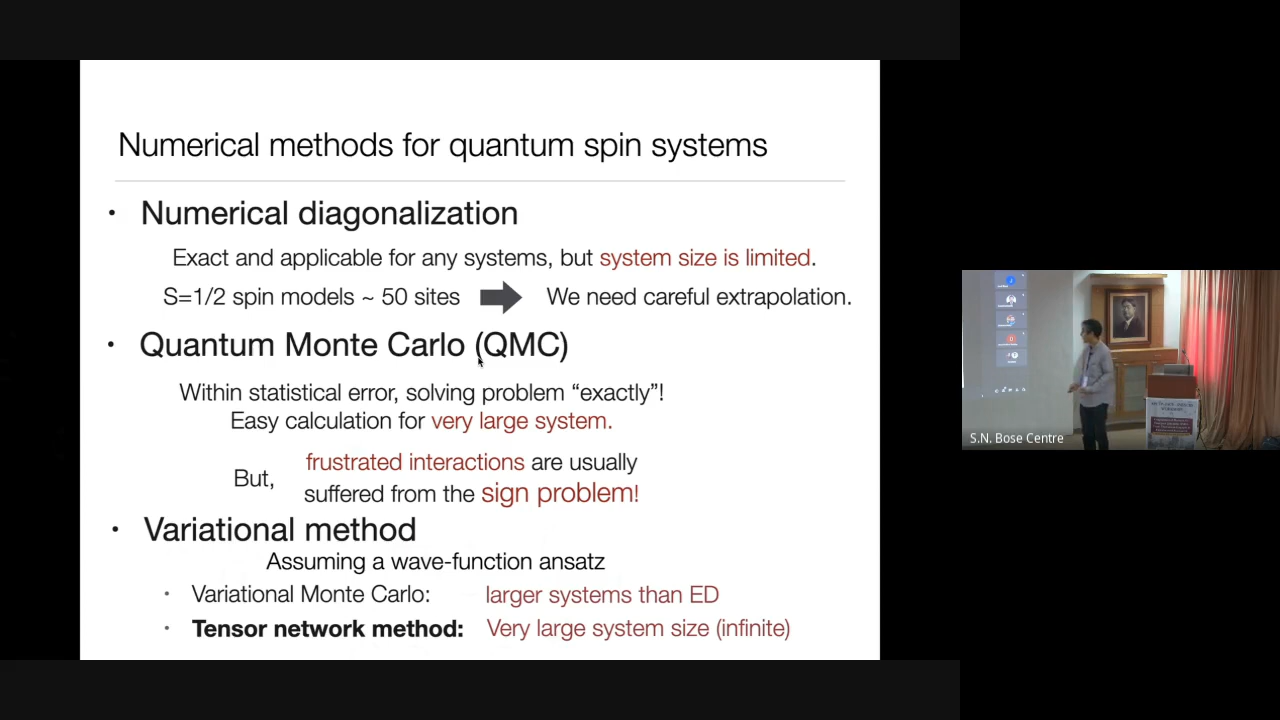 Numerical methods for quantum spin systems
• Numerical diagonalization
Exact and applicable for any systems, but system size is limited.
S=1/2 spin models ~ 50 sites
We need careful extrapolation.
• Quantum Monte Carlo (QMC)
Within statistical error, solving problem “exactly”!
Easy calculation for very large system.
But,
frustrated interactions are usually
suffered from the sign problem!
• Variational method
Assuming a wave-function ansatz
• Variational Monte Carlo: larger systems than ED
• Tensor network method: Very large system size (infinite)
S.N. Bose Centre